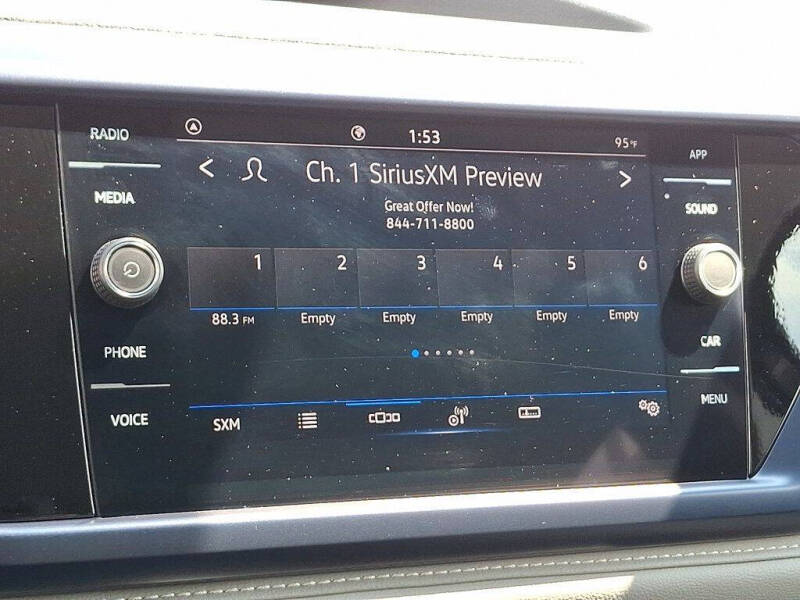 RADIO
1:53
95°F
APP
MEDIA
Ch. 1 SiriusXM Preview
SOUND
Great Offer Now!
844-711-8800
1 2 3 4 5 6
88.3 FM Empty Empty Empty Empty Empty
PHONE
CAR
VOICE
SXM
MENU